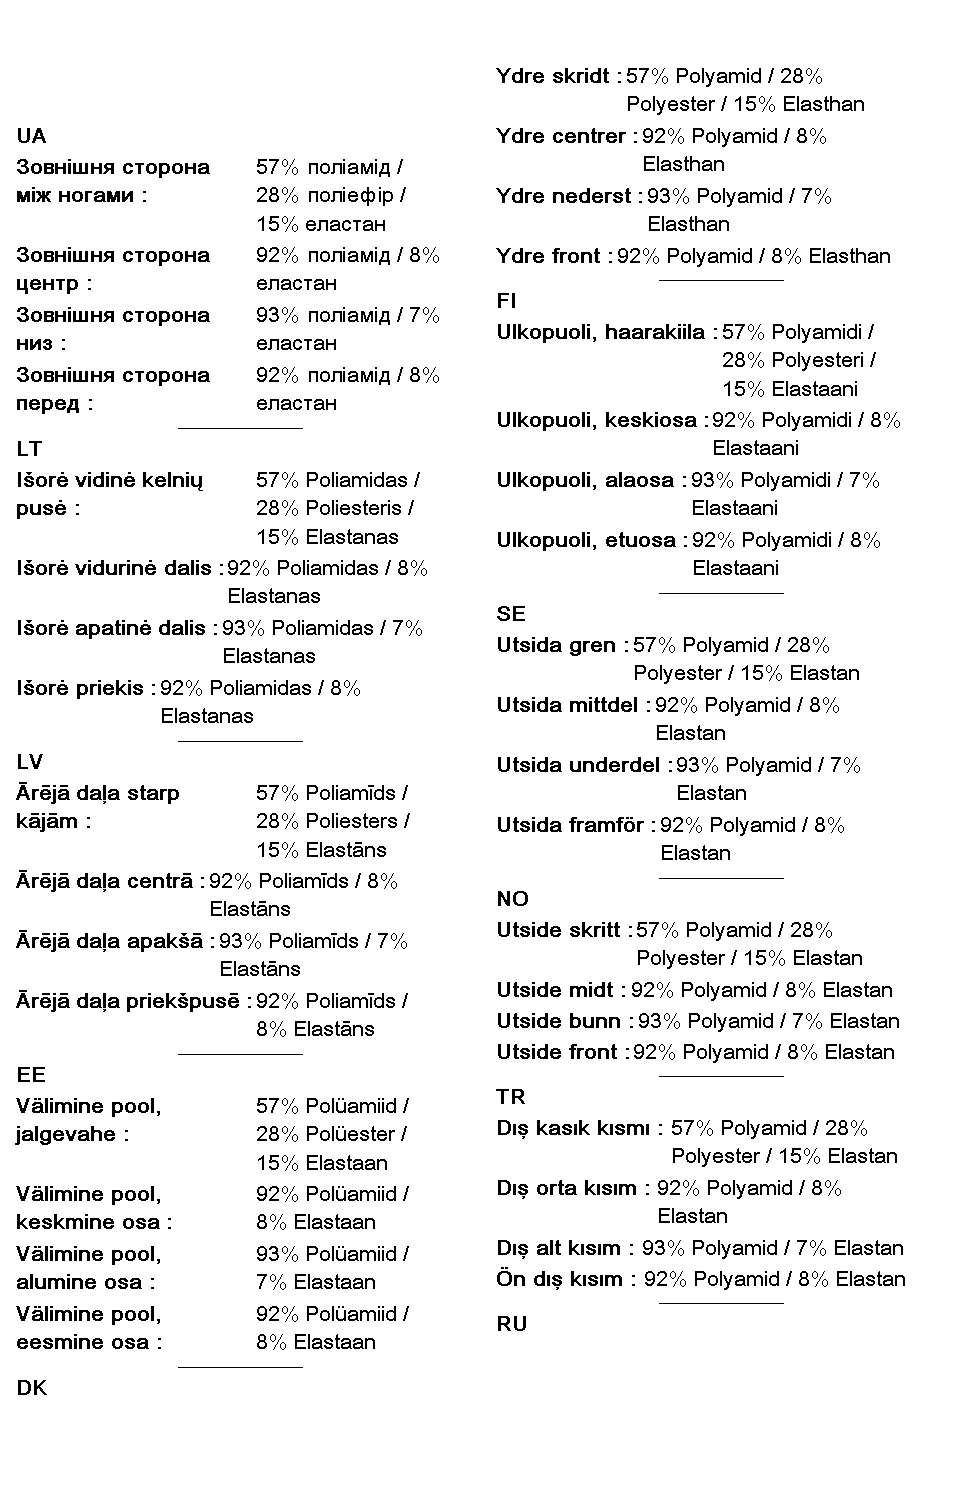 UA
Зовнішня сторона 57% поліамід /
між ногами : 28% поліефір /
15% еластан
Зовнішня сторона 92% поліамід / 8%
центр : еластан
Зовнішня сторона 93% поліамід / 7%
низ : еластан
Зовнішня сторона 92% поліамід / 8%
перед : еластан
LT
Išorė vidinė kelnių 57% Poliamidas /
pusė : 28% Poliesteris /
15% Elastanas
Išorė vidurinė dalis : 92% Poliamidas / 8%
Elastanas
Išorė apatinė dalis : 93% Poliamidas / 7%
Elastanas
Išorė priekis : 92% Poliamidas / 8%
Elastanas
LV
Ārējā daļa starp 57% Poliamīds /
kājām : 28% Poliesters /
15% Elastāns
Ārējā daļa centrā : 92% Poliamīds / 8%
Elastāns
Ārējā daļa apakšā : 93% Poliamīds / 7%
Elastāns
Ārējā daļa priekšpusē : 92% Poliamīds /
8% Elastāns
EE
Välimine pool, 57% Polüamiid /
jalgevahe : 28% Polüester /
15% Elastaan
Välimine pool, 92% Polüamiid /
keskmine osa : 8% Elastaan
Välimine pool, 93% Polüamiid /
alumine osa : 7% Elastaan
Välimine pool, 92% Polüamiid /
eesmine osa : 8% Elastaan
DK
Ydre skridt : 57% Polyamid / 28%
Polyester / 15% Elasthan
Ydre centrer : 92% Polyamid / 8%
Elasthan
Ydre nederst : 93% Polyamid / 7%
Elasthan
Ydre front : 92% Polyamid / 8% Elasthan
FI
Ulkopuoli, haarakiila : 57% Polyamidi /
28% Polyesteri /
15% Elastaani
Ulkopuoli, keskiosa : 92% Polyamidi / 8%
Elastaani
Ulkopuoli, alaosa : 93% Polyamidi / 7%
Elastaani
Ulkopuoli, etuosa : 92% Polyamidi / 8%
Elastaani
SE
Utsida gren : 57% Polyamid / 28%
Polyester / 15% Elastan
Utsida mittdel : 92% Polyamid / 8%
Elastan
Utsida underdel : 93% Polyamid / 7%
Elastan
Utsida framför : 92% Polyamid / 8%
Elastan
NO
Utside skritt : 57% Polyamid / 28%
Polyester / 15% Elastan
Utside midt : 92% Polyamid / 8% Elastan
Utside bunn : 93% Polyamid / 7% Elastan
Utside front : 92% Polyamid / 8% Elastan
TR
Dış kasık kısmı : 57% Polyamid / 28%
Polyester / 15% Elastan
Dış orta kısım : 92% Polyamid / 8%
Elastan
Dış alt kısım : 93% Polyamid / 7% Elastan
Ön dış kısım : 92% Polyamid / 8% Elastan
RU